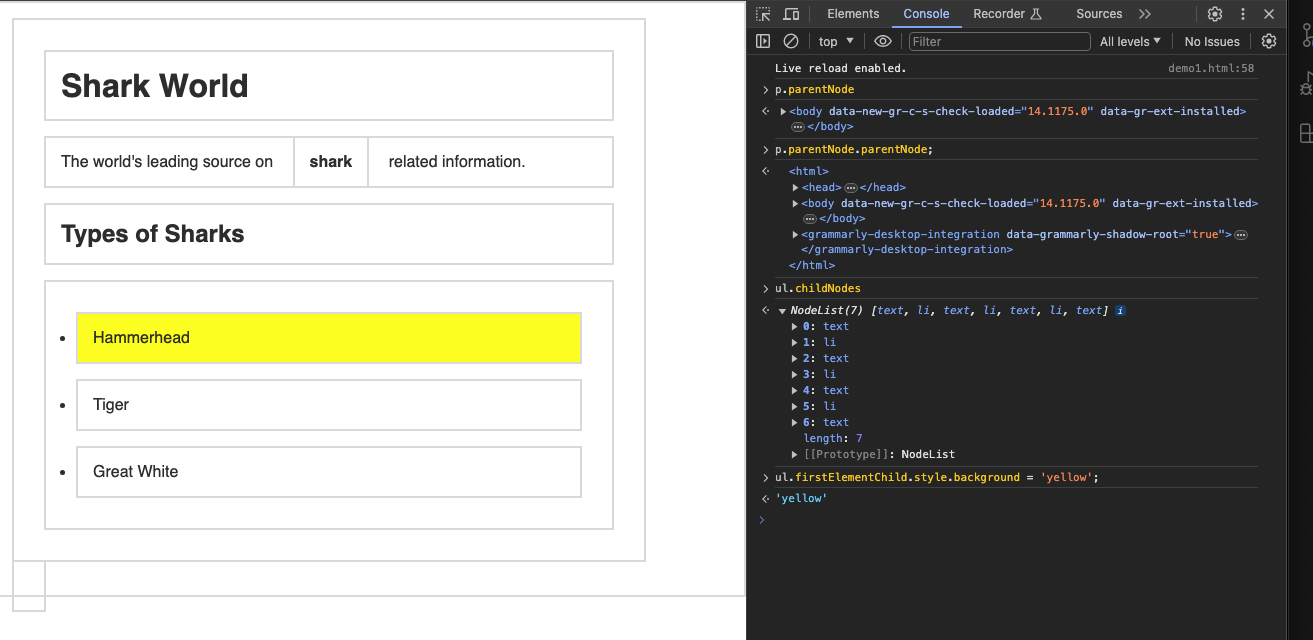 Shark World
The world's leading source on shark related information.
Types of Sharks
Hammerhead
Tiger
Great White
Elements Console Recorder Sources
top Filter All levels No Issues
Live reload enabled. demo1.html:58
p.parentNode
<body data-new-gr-c-s-check-loaded="14.1175.0" data-gr-ext-installed>
</body>
p.parentNode.parentNode;
<html>
<head> </head>
<body data-new-gr-c-s-check-loaded="14.1175.0" data-gr-ext-installed>
</body>
<grammarly-desktop-integration data-grammarly-shadow-root="true">
</grammarly-desktop-integration>
</html>
ul.childNodes
NodeList(7) [text, li, text, li, text, li, text]
0: text
1: li
2: text
3: li
4: text
5: li
6: text
length: 7
[[Prototype]]: NodeList
ul.firstElementChild.style.background = 'yellow';
'yellow'